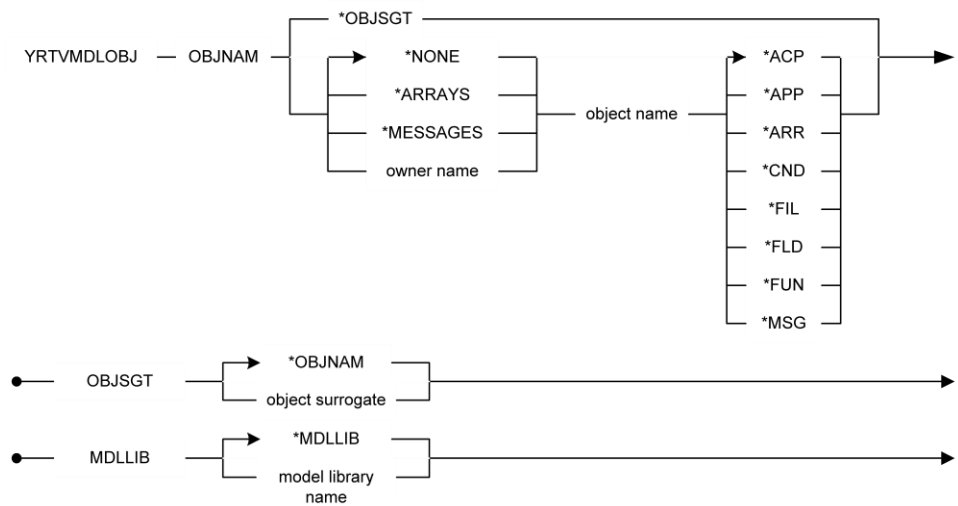 *OBJSGT
YRTVMDLOBJ
OBJNAM
*NONE
*ARRAYS
*MESSAGES
owner name
object name
*ACP
*APP
*ARR
*CND
*FIL
*FLD
*FUN
*MSG
OBJSGT
*OBJNAM
object surrogate
MDLLIB
*MDLLIB
model library
name